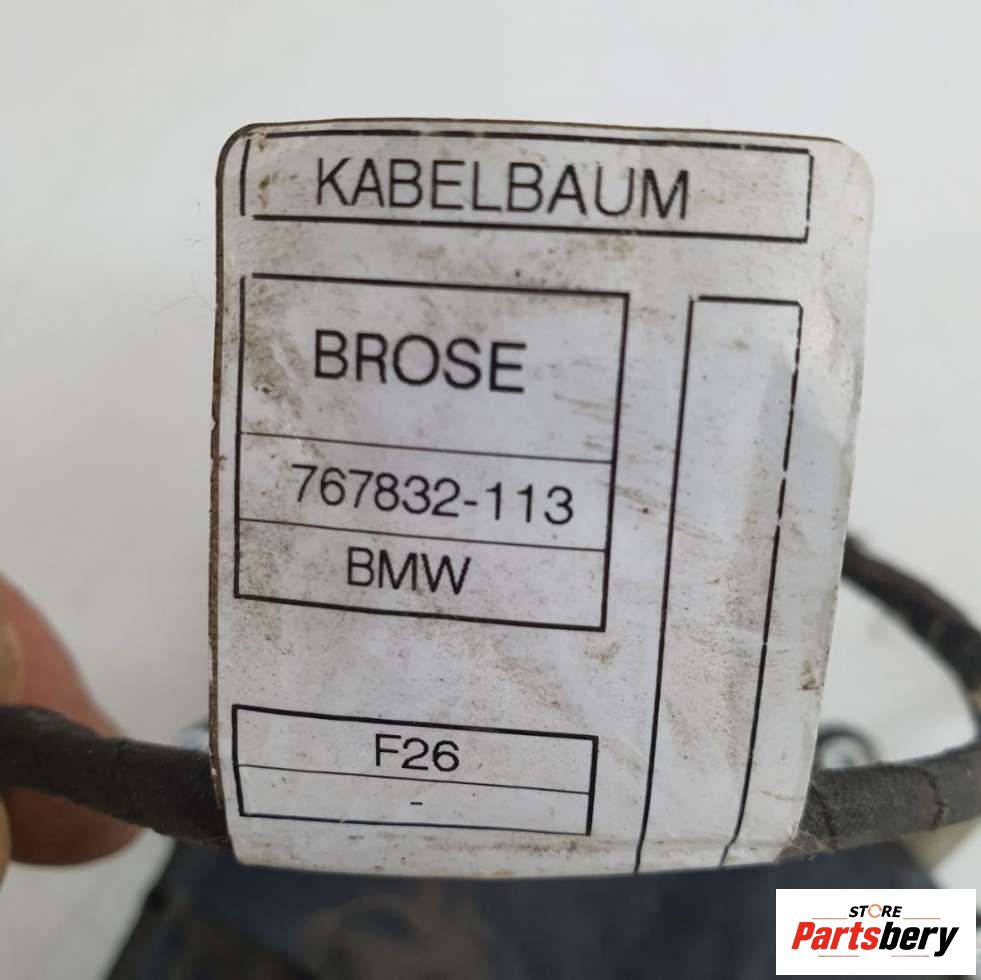 KABELBAUM
BROSE
767832-113
BMW
F26
-
STORE
Partsbery